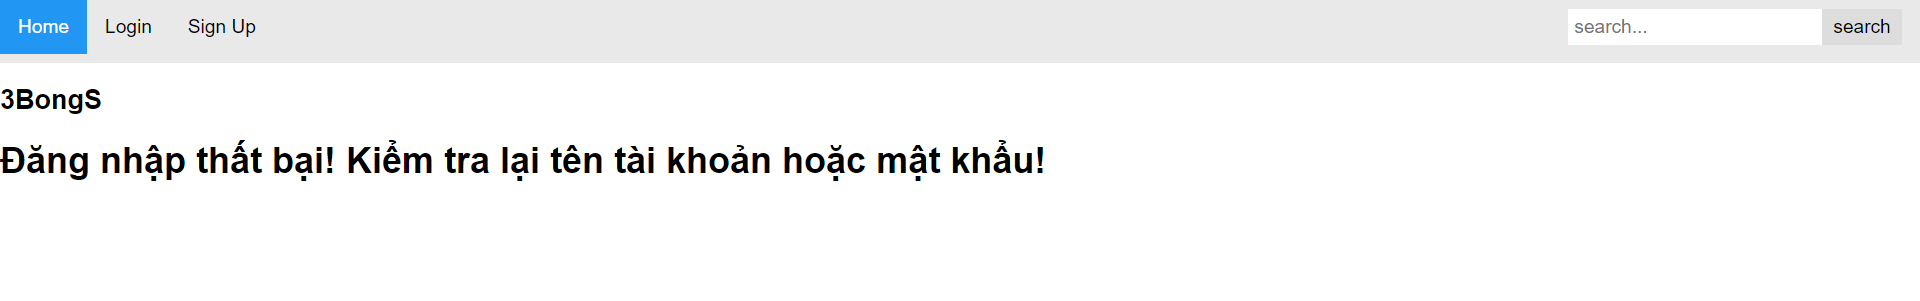 Home Login Sign Up search... search
3BongS
Đăng nhập thất bại! Kiểm tra lại tên tài khoản hoặc mật khẩu!